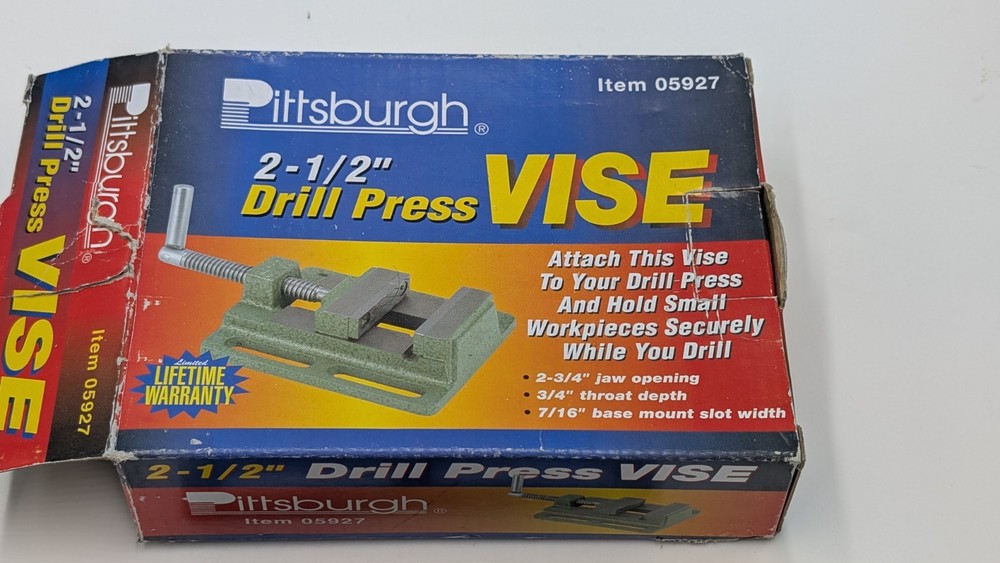 Pittsburgh®
Item 05927
2-1/2"
Drill Press VISE
Attach This Vise
To Your Drill Press
And Hold Small
Workpieces Securely
While You Drill
• 2-3/4" jaw opening
• 3/4" throat depth
• 7/16" base mount slot width
Limited
LIFETIME
WARRANTY
2-1/2" Drill Press VISE
Pittsburgh®
Item 05927
Pittsburgh®
2-1/2"
Drill Press VISE
Item 05927